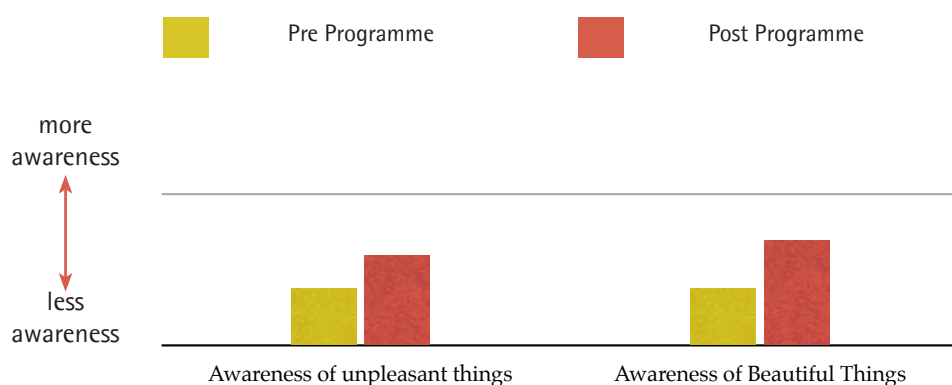 Pre Programme
Post Programme
more
awareness
less
awareness
Awareness of unpleasant things
Awareness of Beautiful Things